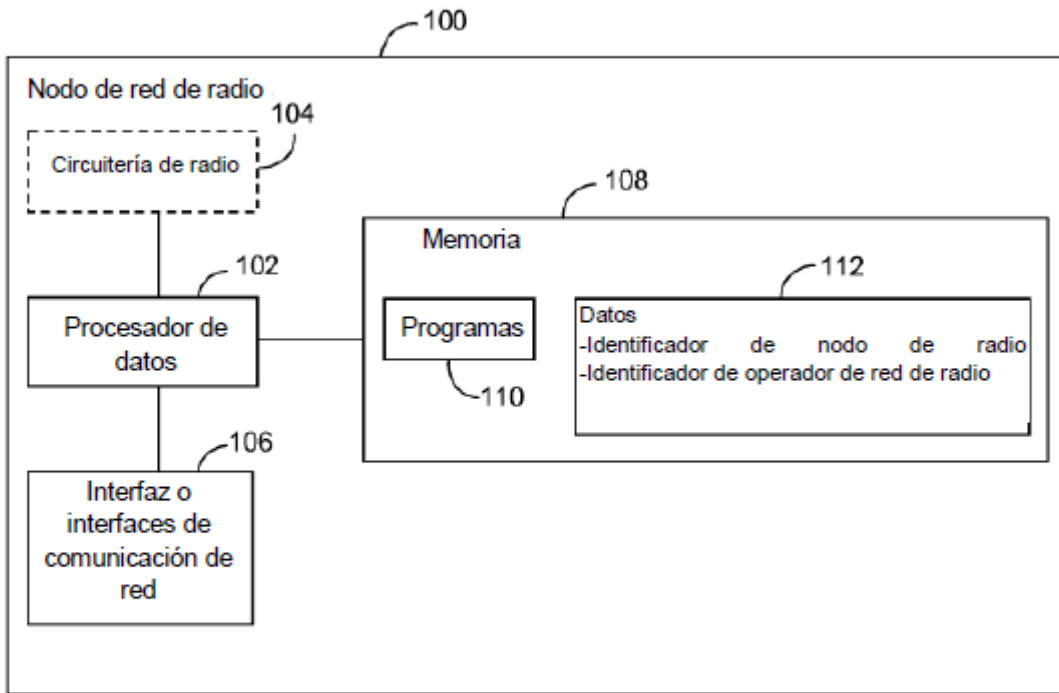 100
Nodo de red de radio
104
Circuitería de radio
108
Memoria
102
Procesador de
datos
Programas
110
112
Datos
-Identificador de nodo de radio
-Identificador de operador de red de radio
106
Interfaz o
interfaces de
comunicación de
red